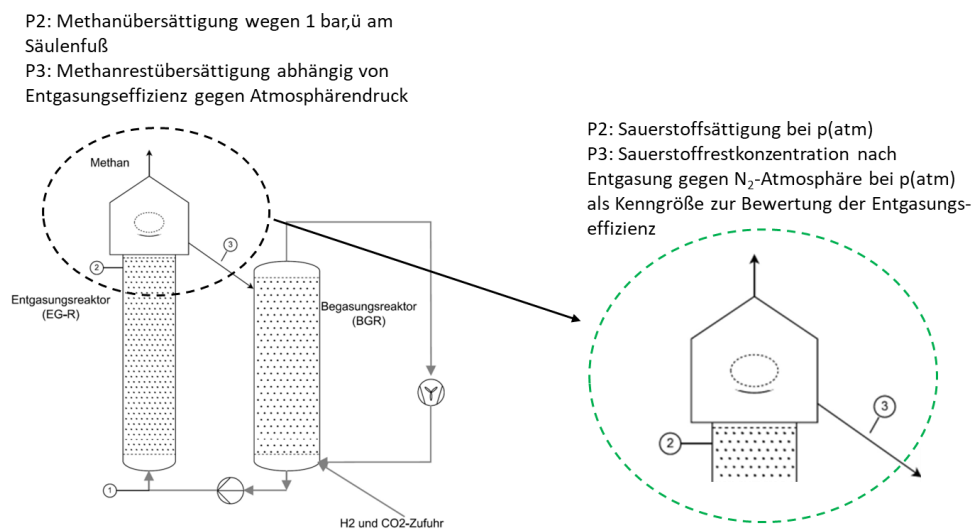 P2: Methanübersättigung wegen 1 bar,ü am
Säulenfuß
P3: Methanrestübersättigung abhängig von
Entgasungseffizienz gegen Atmosphärendruck
P2: Sauerstoffsättigung bei p(atm)
P3: Sauerstoffrestkonzentration nach
Entgasung gegen N₂-Atmosphäre bei p(atm)
als Kenngröße zur Bewertung der Entgasungs-
effizienz
Methan
3
2
Entgasungsreaktor
(EG-R)
Begasungsreaktor
(BGR)
1
H2 und CO2-Zufuhr
3
2